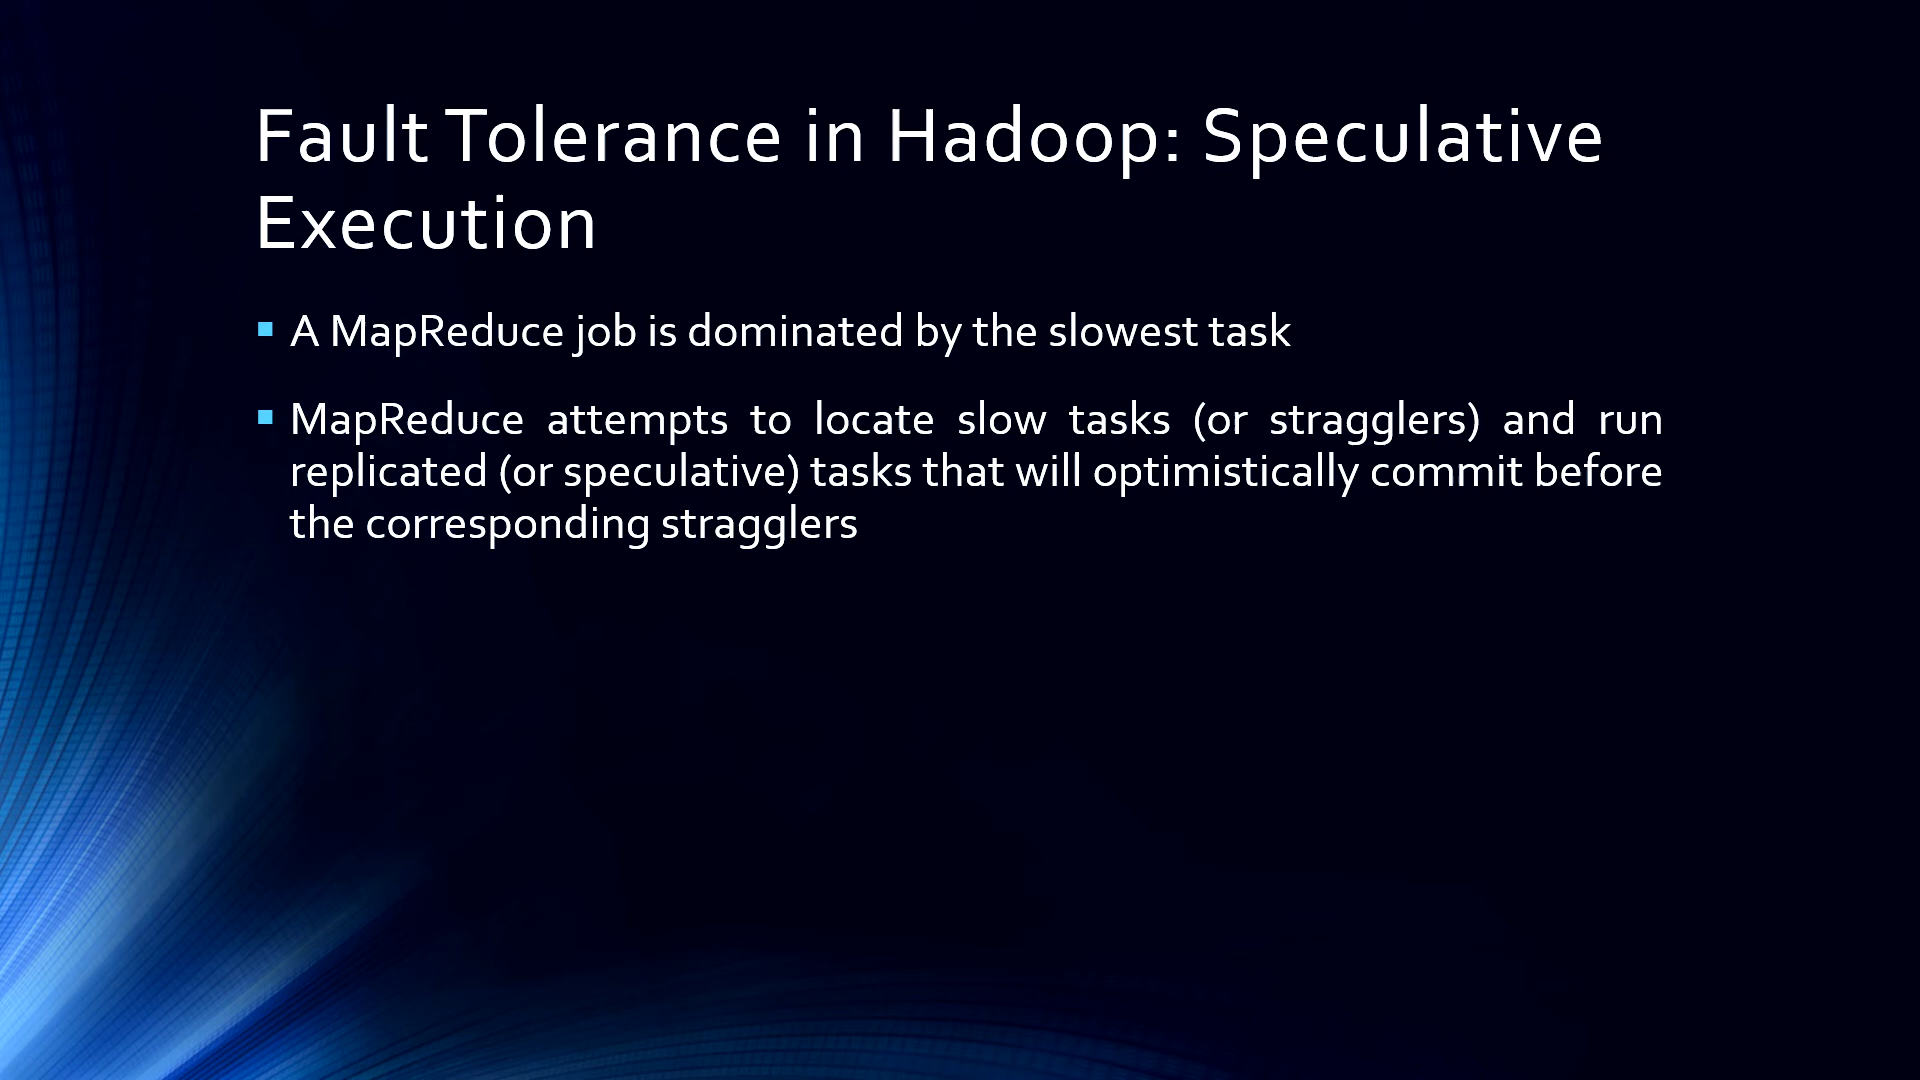 Fault Tolerance in Hadoop: Speculative
Execution
▪ A MapReduce job is dominated by the slowest task
▪ MapReduce attempts to locate slow tasks (or stragglers) and run
replicated (or speculative) tasks that will optimistically commit before
the corresponding stragglers